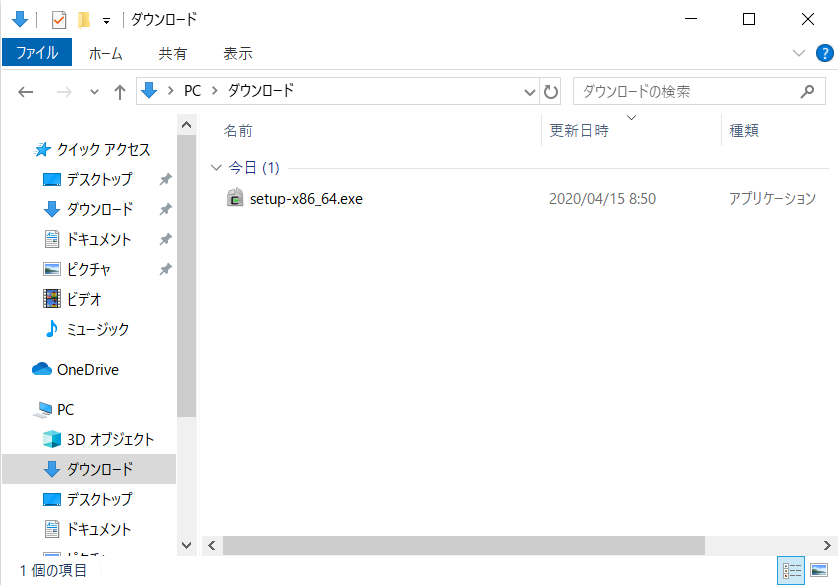 ダウンロード
ファイル ホーム 共有 表示
PC ダウンロード ダウンロードの検索
名前 更新日時 種類
クイック アクセス
デスクトップ
ダウンロード
ドキュメント
ピクチャ
ビデオ
ミュージック
OneDrive
PC
3D オブジェクト
ダウンロード
デスクトップ
ドキュメント
今日 (1)
setup-x86_64.exe 2020/04/15 8:50 アプリケーション
1 個の項目